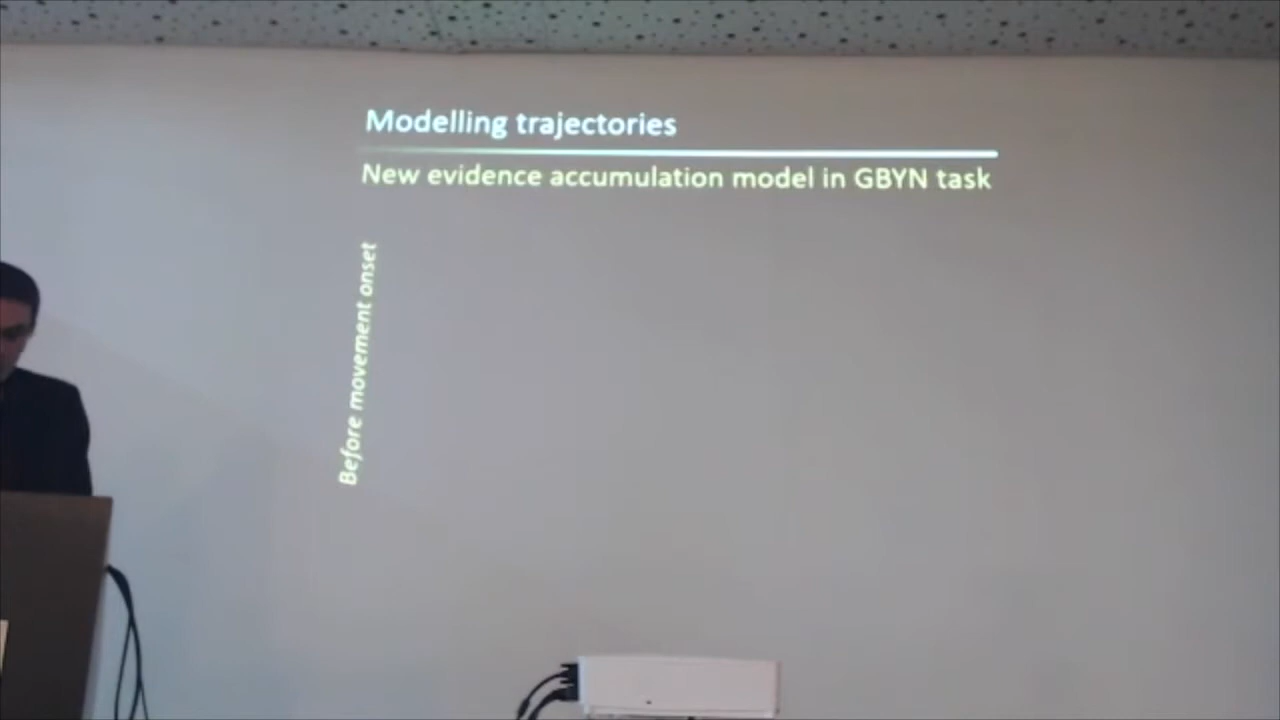 Modelling trajectories
New evidence accumulation model in GBYN task
Before movement onset